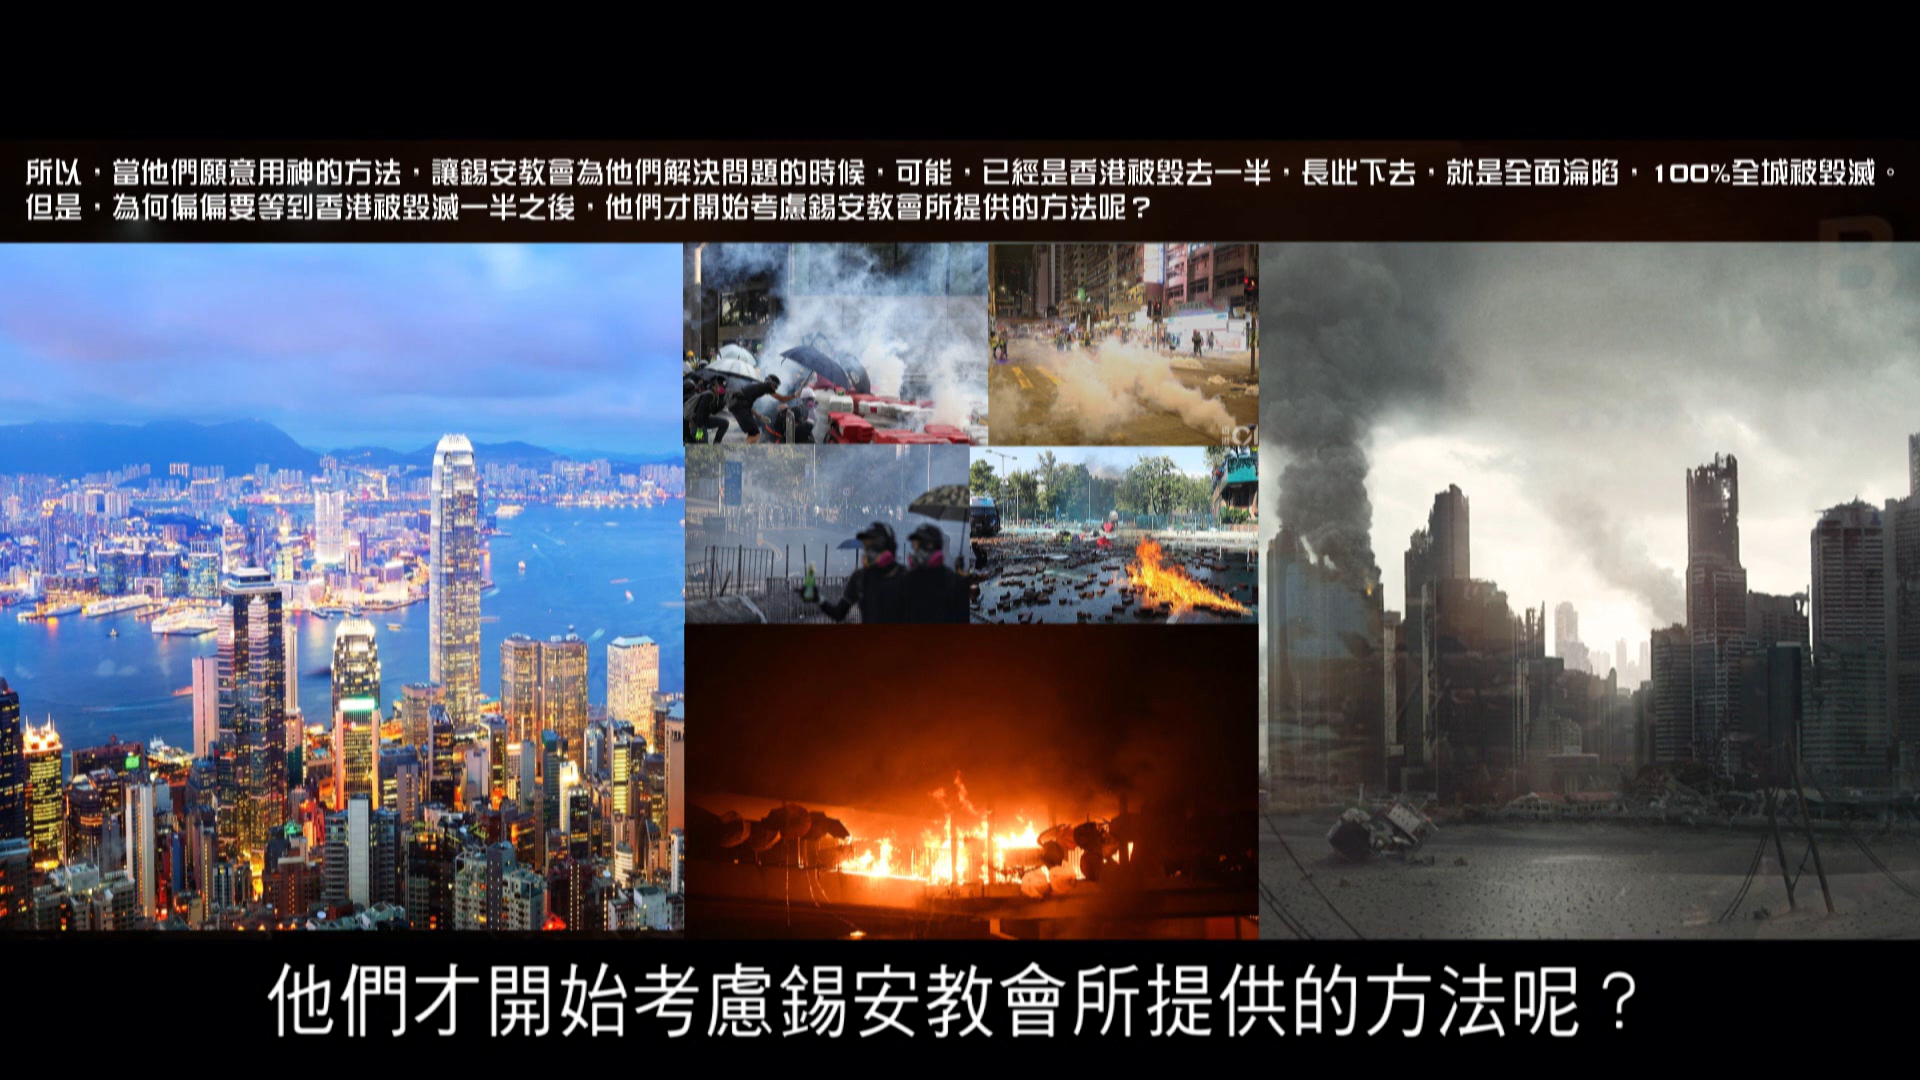 所以，當他們願意用神的方法，讓錫安教會為他們解決問題的時候，可能，已經是香港被毀去一半，長此下去，就是全面淪陷，100%全城被毀滅。
但是，為何偏偏要等到香港被毀滅一半之後，他們才開始考慮錫安教會所提供的方法呢？
B
他們才開始考慮錫安教會所提供的方法呢？